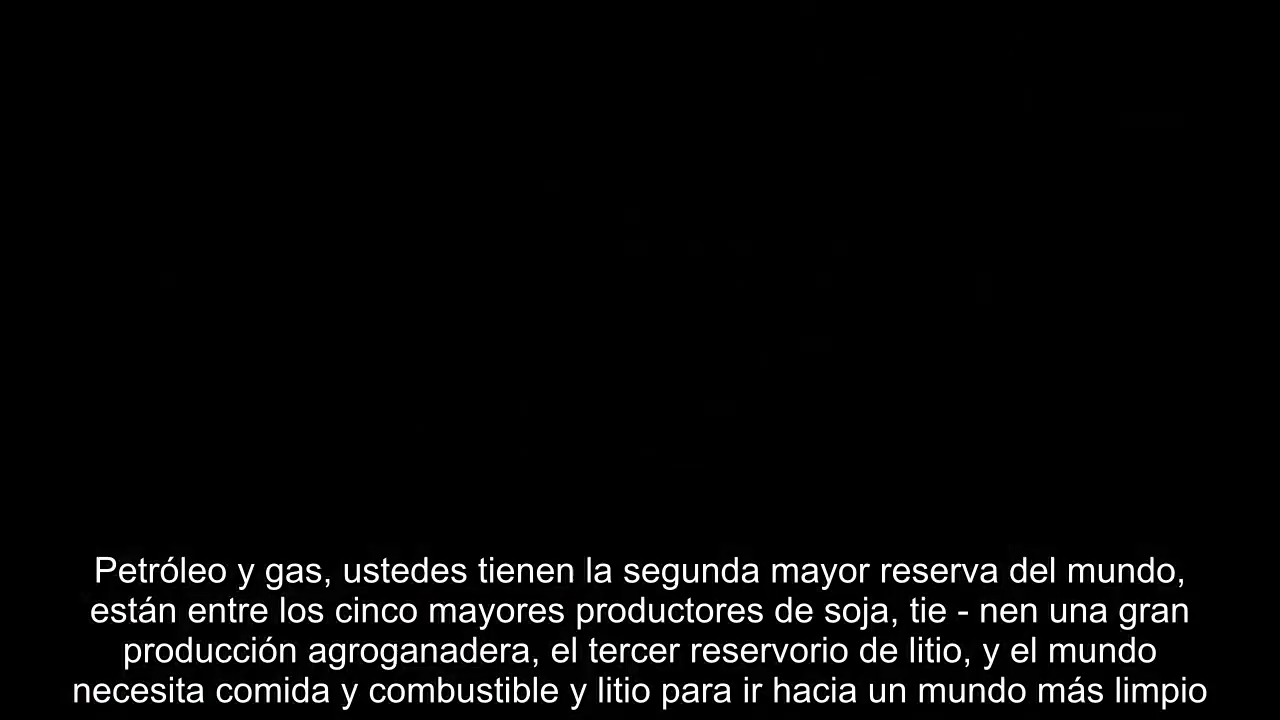 Petróleo y gas, ustedes tienen la segunda mayor reserva del mundo,
están entre los cinco mayores productores de soja, tie - nen una gran
producción agroganadera, el tercer reservorio de litio, y el mundo
necesita comida y combustible y litio para ir hacia un mundo más limpio